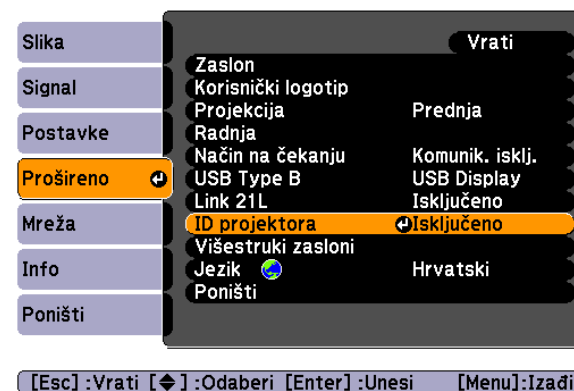 Slika
Signal
Postavke
Prošireno
Mreža
Info
Poništi
Vrati
Zaslon
Korisnički logotip
Projekcija Prednja
Radnja
Način na čekanju Komunik. isklj.
USB Type B USB Display
Link 21L Isključeno
ID projektora Isključeno
Višestruki zasloni
Jezik Hrvatski
Poništi
[Esc] :Vrati [◆] :Odaberi [Enter] :Unesi [Menu]:Izađi